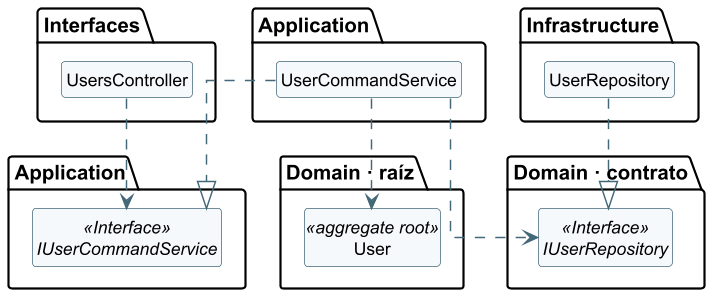 Interfaces
Application
Infrastructure
UsersController
UserCommandService
UserRepository
Application
Domain · raíz
Domain · contrato
«Interface»
IUserCommandService
«aggregate root»
User
«Interface»
IUserRepository